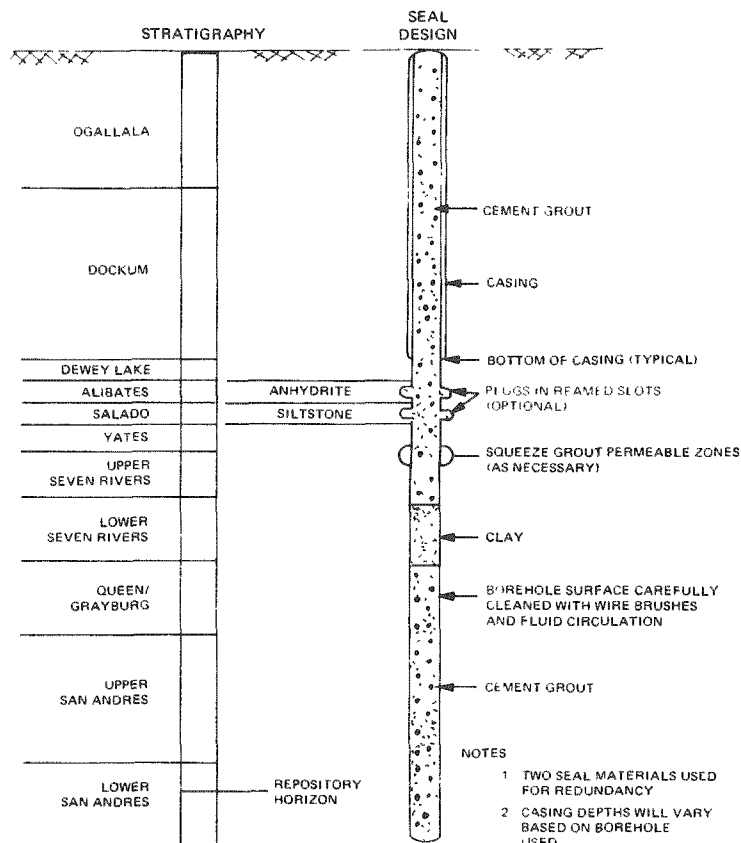 STRATIGRAPHY
SEAL
DESIGN
OGALLALA
DOCKUM
DEWEY LAKE
ALIBATES
SALADO
YATES
UPPER
SEVEN RIVERS
LOWER
SEVEN RIVERS
QUEEN/
GRAYBURG
UPPER
SAN ANDRES
LOWER
SAN ANDRES
ANHYDRITE
SILTSTONE
REPOSITORY
HORIZON
CEMENT GROUT
CASING
BOTTOM OF CASING (TYPICAL)
PLUGS IN REAMED SLOTS
(OPTIONAL)
SQUEEZE GROUT PERMEABLE ZONES
(AS NECESSARY)
CLAY
BOREHOLE SURFACE CAREFULLY
CLEANED WITH WIRE BRUSHES
AND FLUID CIRCULATION
CEMENT GROUT
NOTES
1 TWO SEAL MATERIALS USED
FOR REDUNDANCY
2 CASING DEPTHS WILL VARY
BASED ON BOREHOLE
USED